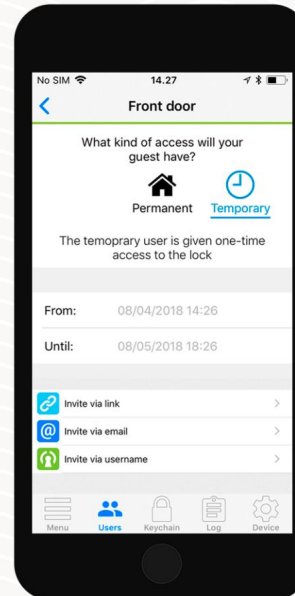 No SIM 14.27
Front door
What kind of access will your
guest have?
Permanent Temporary
The temoprary user is given one-time
access to the lock
From: 08/04/2018 14:26
Until: 08/05/2018 18:26
Invite via link
Invite via email
Invite via username
Menu Users Keychain Log Device